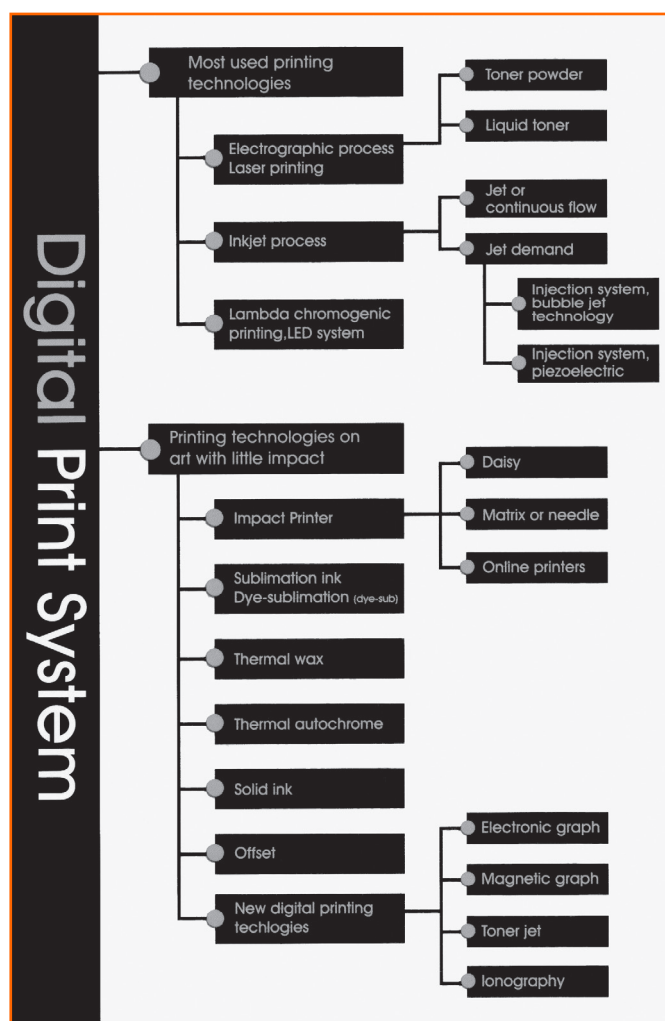 Digital Print System
Most used printing
technologies
Electrographic process
Laser printing
Toner powder
Liquid toner
Inkjet process
Jet or
continuous flow
Jet demand
Injection system,
bubble jet
technology
Injection system,
piezoelectric
Lambda chromogenic
printing,LED system
Printing technologies on
art with little impact
Impact Printer
Daisy
Matrix or needle
Online printers
Sublimation ink
Dye-sublimation (dye-sub)
Thermal wax
Thermal autochrome
Solid ink
Offset
New digital printing
techlogies
Electronic graph
Magnetic graph
Toner jet
Ionography